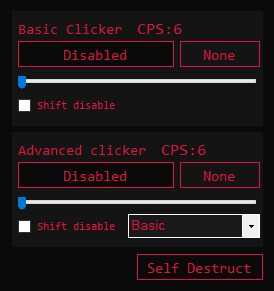 Basic Clicker CPS:6
Disabled None
Shift disable
Advanced clicker CPS:6
Disabled None
Shift disable Basic
Self Destruct